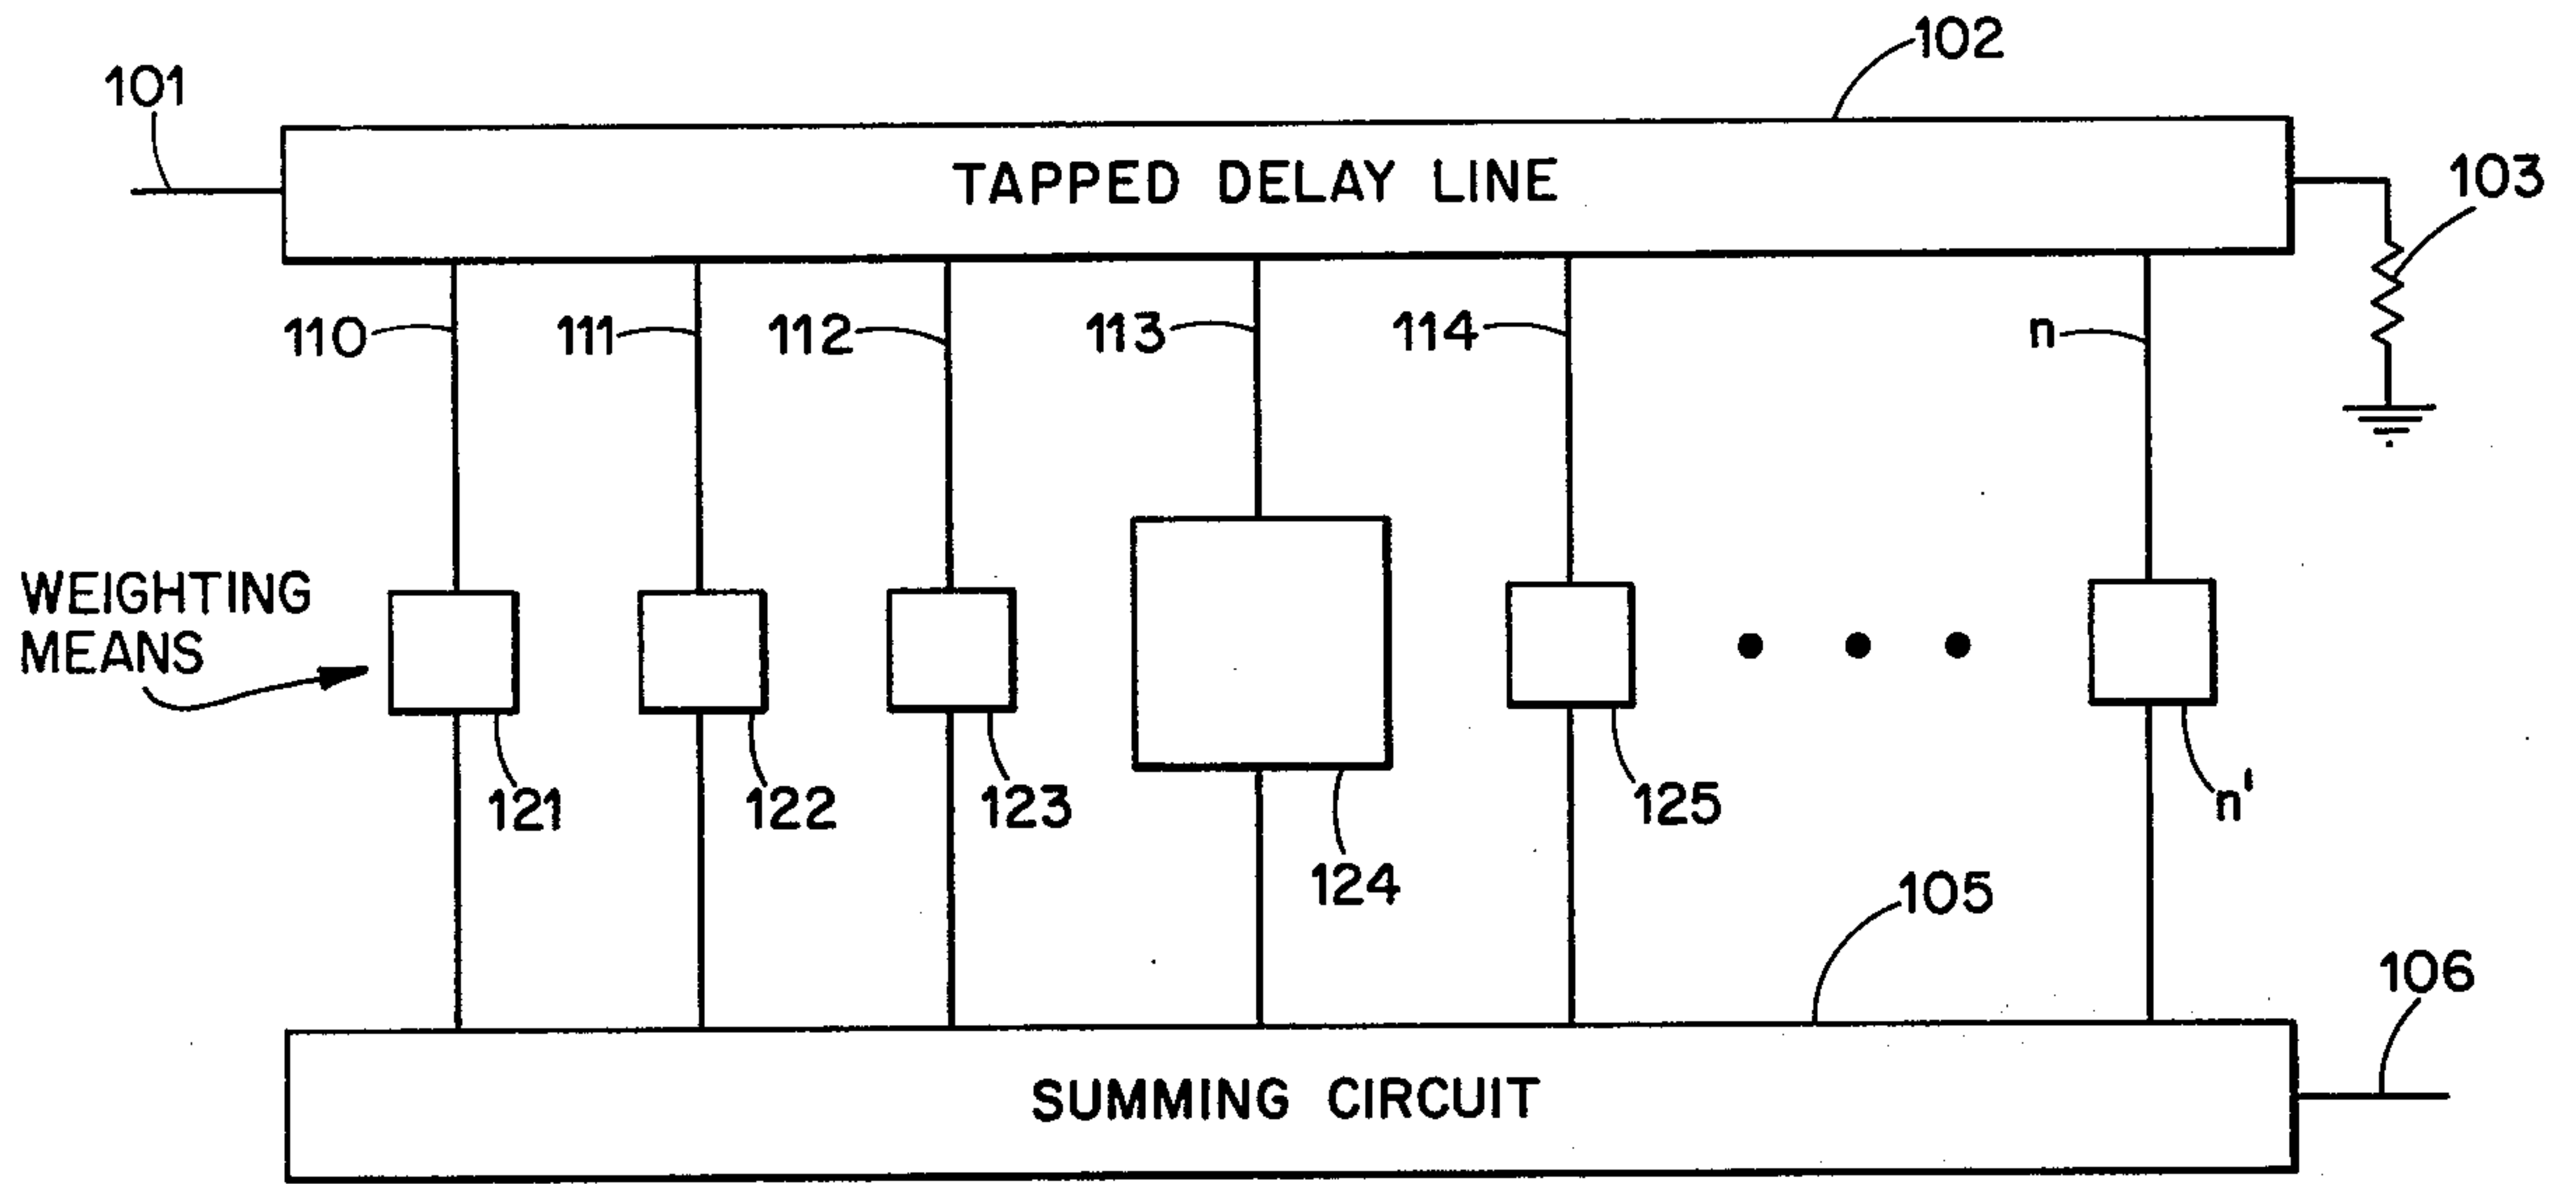 102
101
TAPPED DELAY LINE
103
110
111
112
113
114
n
WEIGHTING
MEANS
121
122
123
124
125
n'
105
106
SUMMING CIRCUIT